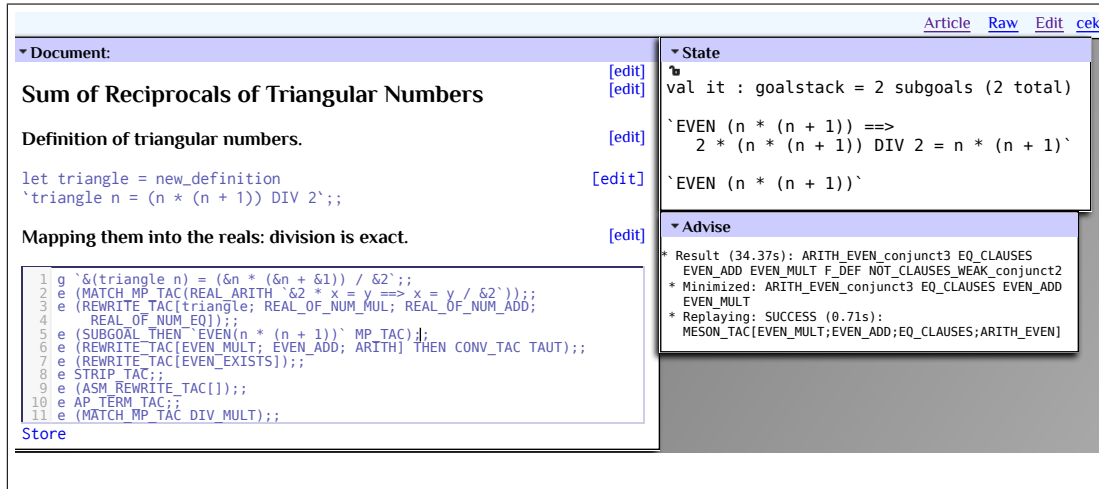 Article Raw Edit cek
Document:
[edit]
Sum of Reciprocals of Triangular Numbers [edit]
Definition of triangular numbers. [edit]
let triangle = new_definition [edit]
`triangle n = (n * (n + 1)) DIV 2`;;
Mapping them into the reals: division is exact. [edit]
1 g `&(triangle n) = (&n * (&n + &1)) / &2`;;
2 e (MATCH_MP_TAC(REAL_ARITH `&2 * x = y ==> x = y / &2`));;
3 e (REWRITE_TAC[triangle; REAL_OF_NUM_MUL; REAL_OF_NUM_ADD;
4 REAL_OF_NUM_EQ]);;
5 e (SUBGOAL_THEN `EVEN(n * (n + 1))` MP_TAC);;
6 e (REWRITE_TAC[EVEN_MULT; EVEN_ADD; ARITH] THEN CONV_TAC TAUT);;
7 e (REWRITE_TAC[EVEN_EXISTS]);;
8 e STRIP_TAC;;
9 e (ASM_REWRITE_TAC[]);;
10 e AP_TERM_TAC;;
11 e (MATCH_MP_TAC DIV_MULT);;
Store
State
val it : goalstack = 2 subgoals (2 total)
`EVEN (n * (n + 1)) ==>
2 * (n * (n + 1)) DIV 2 = n * (n + 1)`
`EVEN (n * (n + 1))`
Advise
* Result (34.37s): ARITH_EVEN_conjunct3 EQ_CLAUSES
EVEN_ADD EVEN_MULT F_DEF NOT_CLAUSES_WEAK_conjunct2
* Minimized: ARITH_EVEN_conjunct3 EQ_CLAUSES EVEN_ADD
EVEN_MULT
* Replaying: SUCCESS (0.71s):
MESON_TAC[EVEN_MULT;EVEN_ADD;EQ_CLAUSES;ARITH_EVEN]